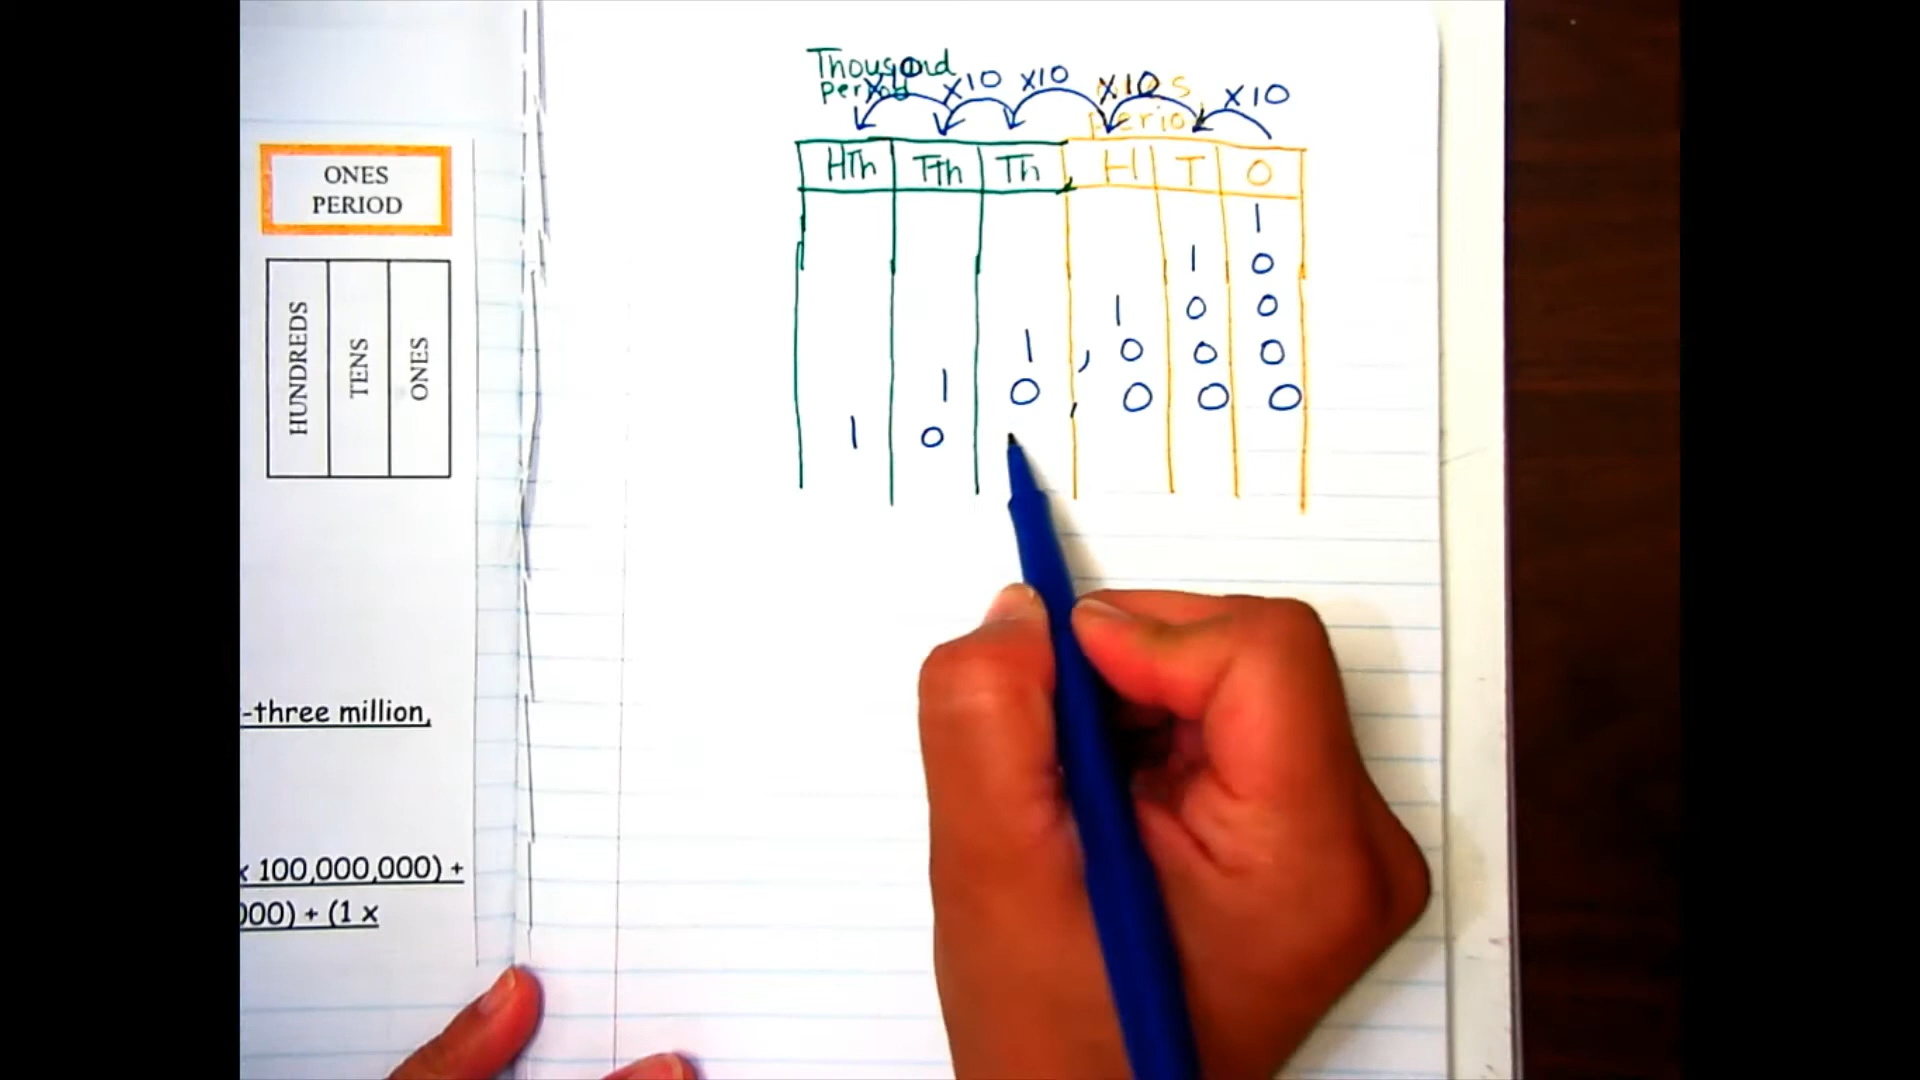 ONES
PERIOD
HUNDREDS
TENS
ONES
-three million,
x 100,000,000) +
000) + (1 x
Thousand
period
x10 x10 x10 x10 x10
HTh Tth Th H T O
1
1 0
1 0 0
1 , 0 0 0
1 0 , 0 0 0
1 0